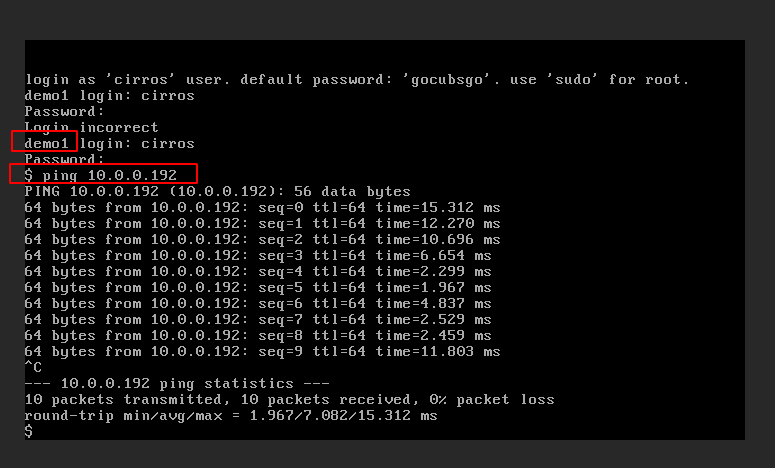 login as 'cirros' user. default password: 'gocubsgo'. use 'sudo' for root.
demo1 login: cirros
Password:
Login incorrect
demo1 login: cirros
Password:
$ ping 10.0.0.192
PING 10.0.0.192 (10.0.0.192): 56 data bytes
64 bytes from 10.0.0.192: seq=0 ttl=64 time=15.312 ms
64 bytes from 10.0.0.192: seq=1 ttl=64 time=12.270 ms
64 bytes from 10.0.0.192: seq=2 ttl=64 time=10.696 ms
64 bytes from 10.0.0.192: seq=3 ttl=64 time=6.654 ms
64 bytes from 10.0.0.192: seq=4 ttl=64 time=2.299 ms
64 bytes from 10.0.0.192: seq=5 ttl=64 time=1.967 ms
64 bytes from 10.0.0.192: seq=6 ttl=64 time=4.837 ms
64 bytes from 10.0.0.192: seq=7 ttl=64 time=2.529 ms
64 bytes from 10.0.0.192: seq=8 ttl=64 time=2.459 ms
64 bytes from 10.0.0.192: seq=9 ttl=64 time=11.803 ms
^C
--- 10.0.0.192 ping statistics ---
10 packets transmitted, 10 packets received, 0% packet loss
round-trip min/avg/max = 1.967/7.082/15.312 ms
$